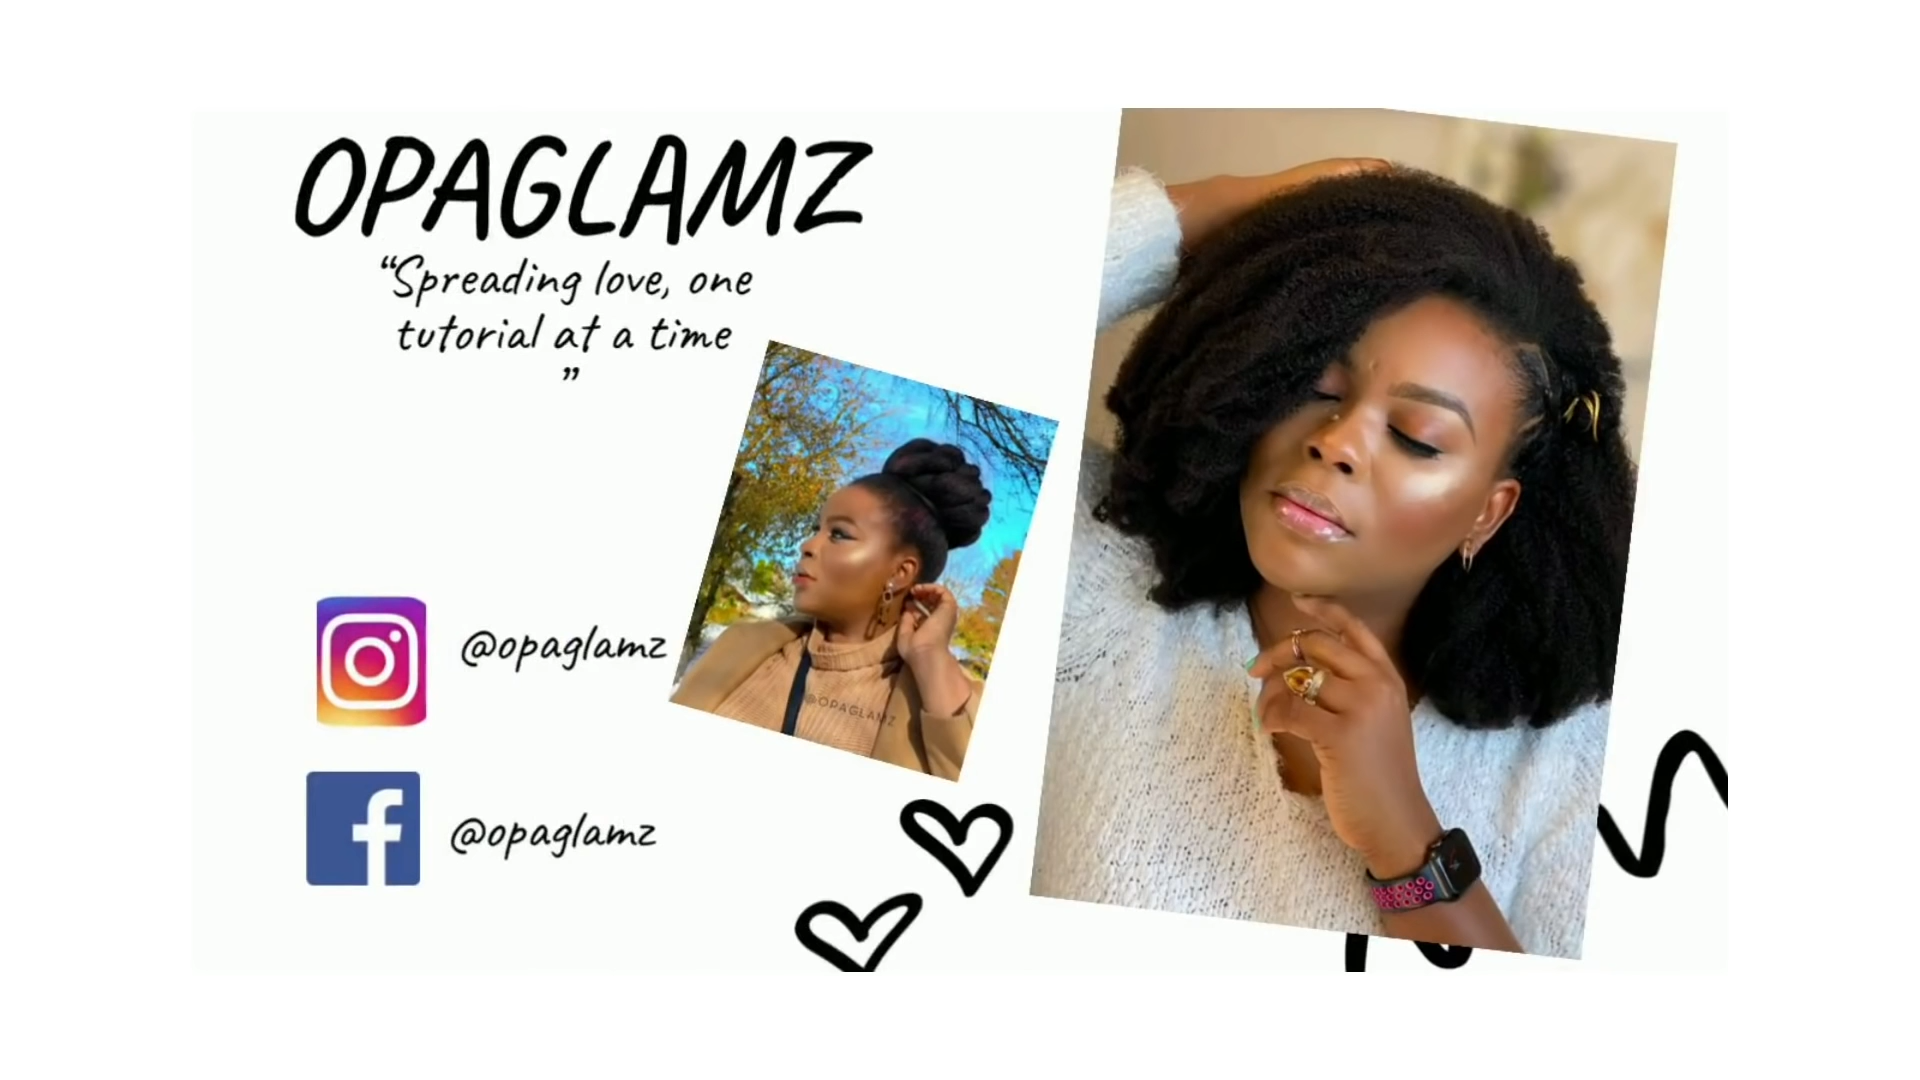 OPAGLAMZ
“Spreading love, one
tutorial at a time
”
@opaglamz
@OPAGLAMZ
@opaglamz